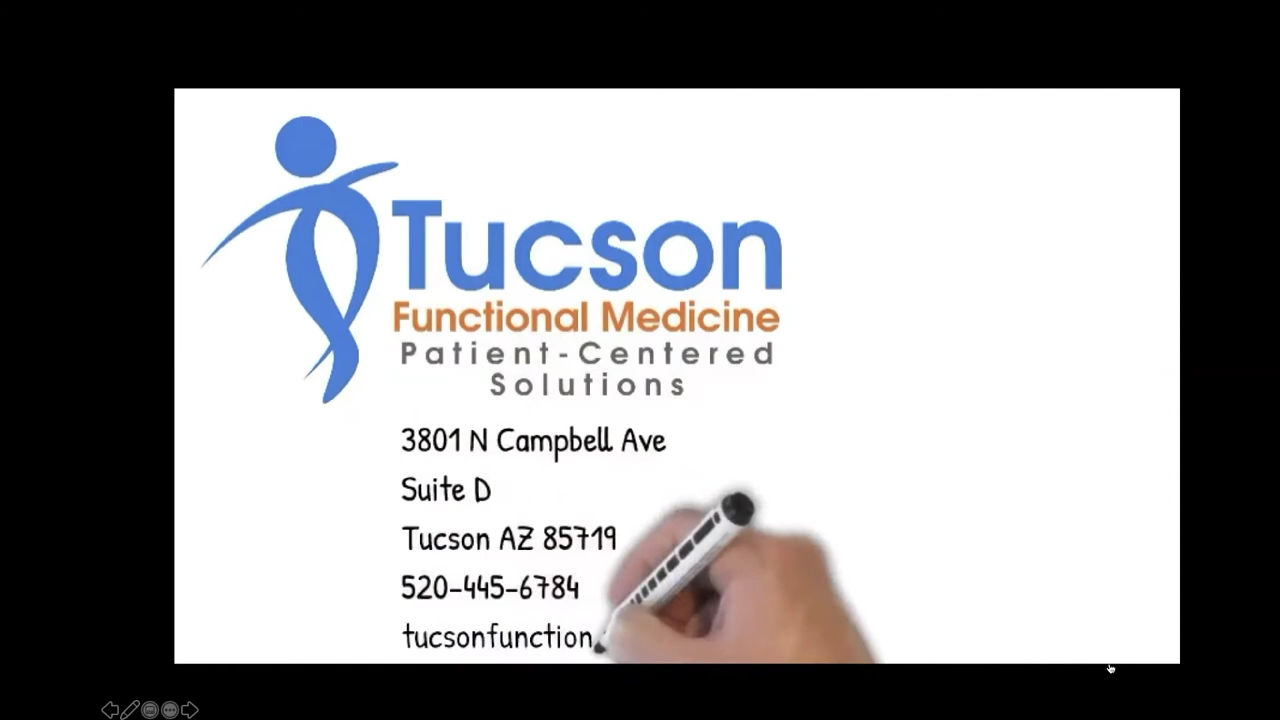 Tucson
Functional Medicine
Patient-Centered
Solutions
3801 N Campbell Ave
Suite D
Tucson AZ 85719
520-445-6784
tucsonfunction